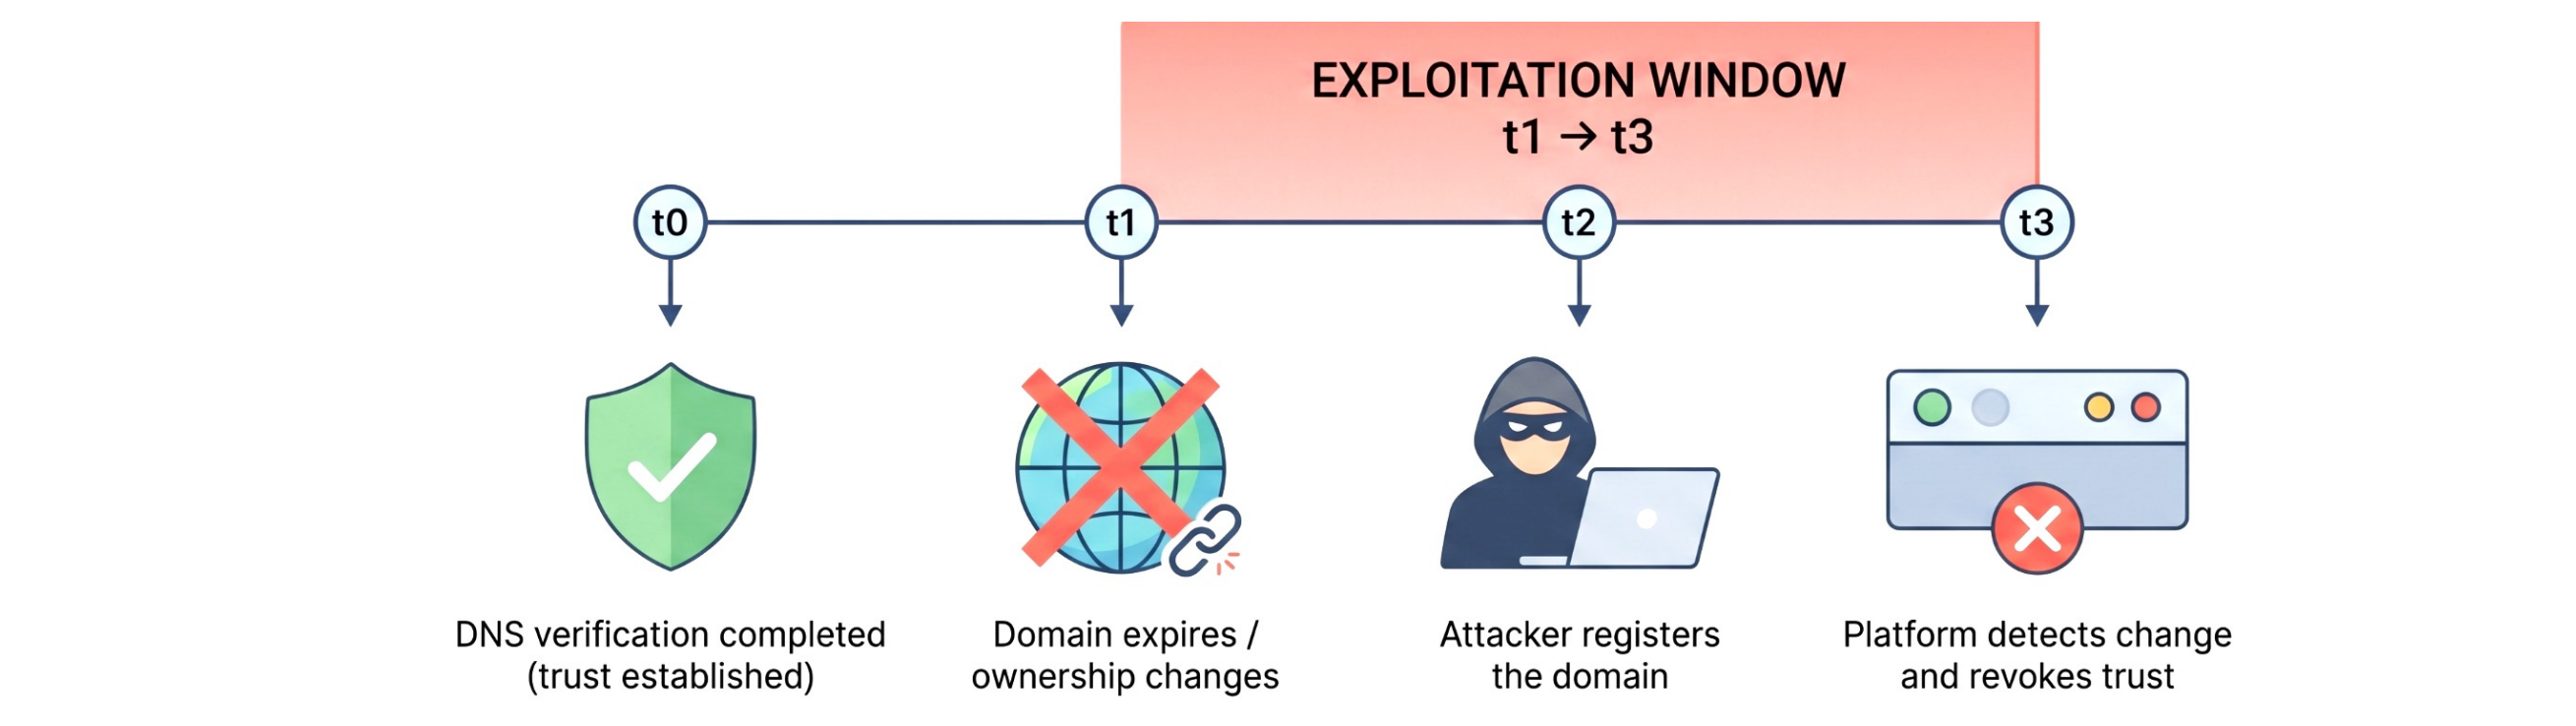 EXPLOITATION WINDOW
t1 → t3
t0
t1
t2
t3
DNS verification completed
(trust established)
Domain expires /
ownership changes
Attacker registers
the domain
Platform detects change
and revokes trust